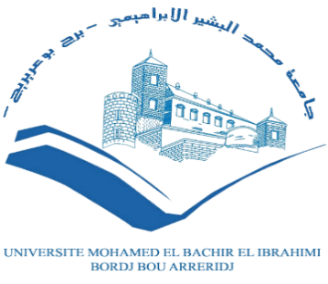 جامعة محمد البشير الإبراهيمي - برج بوعريريج -
UNIVERSITE MOHAMED EL BACHIR EL IBRAHIMI
BORDJ BOU ARRERIDJ